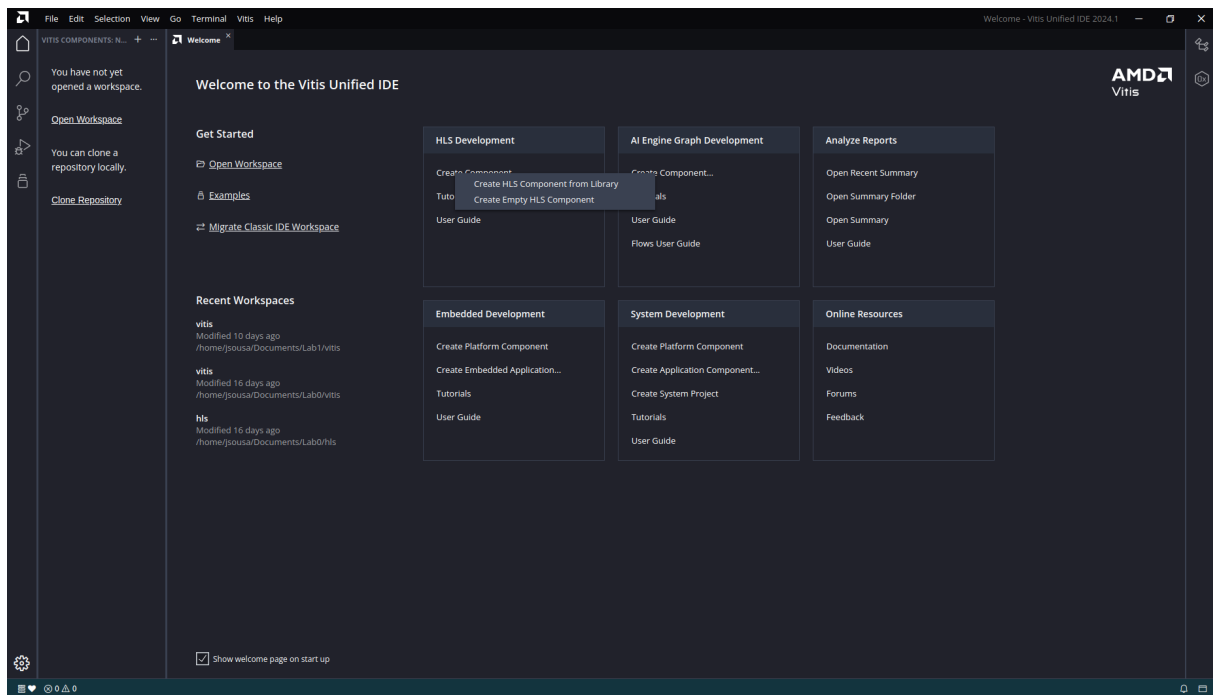 File Edit Selection View Go Terminal Vitis Help
Welcome - Vitis Unified IDE 2024.1
VITIS COMPONENTS: N...
Welcome
You have not yet
opened a workspace.
Open Workspace
You can clone a
repository locally.
Clone Repository
Welcome to the Vitis Unified IDE
AMD
Vitis
Get Started
Open Workspace
Examples
Migrate Classic IDE Workspace
Recent Workspaces
vitis
Modified 10 days ago
/home/jsousa/Documents/Lab1/vitis
vitis
Modified 16 days ago
/home/jsousa/Documents/Lab0/vitis
hls
Modified 16 days ago
/home/jsousa/Documents/Lab0/hls
HLS Development
Create Component...
Create HLS Component from Library
Create Empty HLS Component
Tuto
User Guide
AI Engine Graph Development
Create Component...
als
User Guide
Flows User Guide
Analyze Reports
Open Recent Summary
Open Summary Folder
Open Summary
User Guide
Embedded Development
Create Platform Component
Create Embedded Application...
Tutorials
User Guide
System Development
Create Platform Component
Create Application Component...
Create System Project
Tutorials
User Guide
Online Resources
Documentation
Videos
Forums
Feedback
Show welcome page on start up
0 0